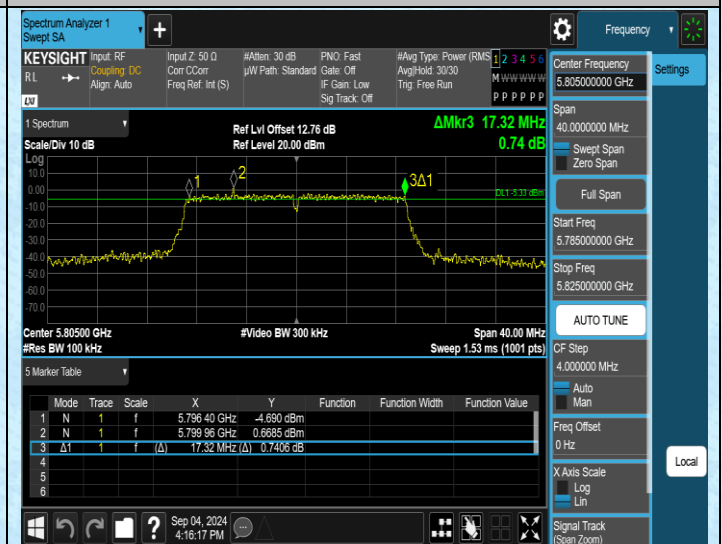 Spectrum Analyzer 1
Swept SA
Frequency
KEYSIGHT
RL
LXI
Input: RF
Coupling: DC
Align: Auto
Input Z: 50 Ω
Corr CCorr
Freq Ref: Int (S)
#Atten: 30 dB
µW Path: Standard
PNO: Fast
Gate: Off
IF Gain: Low
Sig Track: Off
#Avg Type: Power (RMS
Avg|Hold: 30/30
Trig: Free Run
1 2 3 4 5 6
M W W W W W
P P P P P P
1 Spectrum
Scale/Div 10 dB
Ref Lvl Offset 12.76 dB
Ref Level 20.00 dBm
ΔMkr3 17.32 MHz
0.74 dB
Log
10.0
0.00
-10.0
-20.0
-30.0
-40.0
-50.0
-60.0
-70.0
1
2
3Δ1
DL1 -5.33 dBm
Center 5.80500 GHz
#Res BW 100 kHz
#Video BW 300 kHz
Span 40.00 MHz
Sweep 1.53 ms (1001 pts)
5 Marker Table
Mode Trace Scale X Y Function Function Width Function Value
1 N 1 f 5.796 40 GHz -4.690 dBm
2 N 1 f 5.799 96 GHz 0.6685 dBm
3 Δ1 1 f (Δ) 17.32 MHz (Δ) 0.7406 dB
4
5
6
Sep 04, 2024
4:16:17 PM
Center Frequency
5.805000000 GHz
Span
40.0000000 MHz
Swept Span
Zero Span
Full Span
Start Freq
5.785000000 GHz
Stop Freq
5.825000000 GHz
AUTO TUNE
CF Step
4.000000 MHz
Auto
Man
Freq Offset
0 Hz
X Axis Scale
Log
Lin
Signal Track
(Span Zoom)
Settings
Local